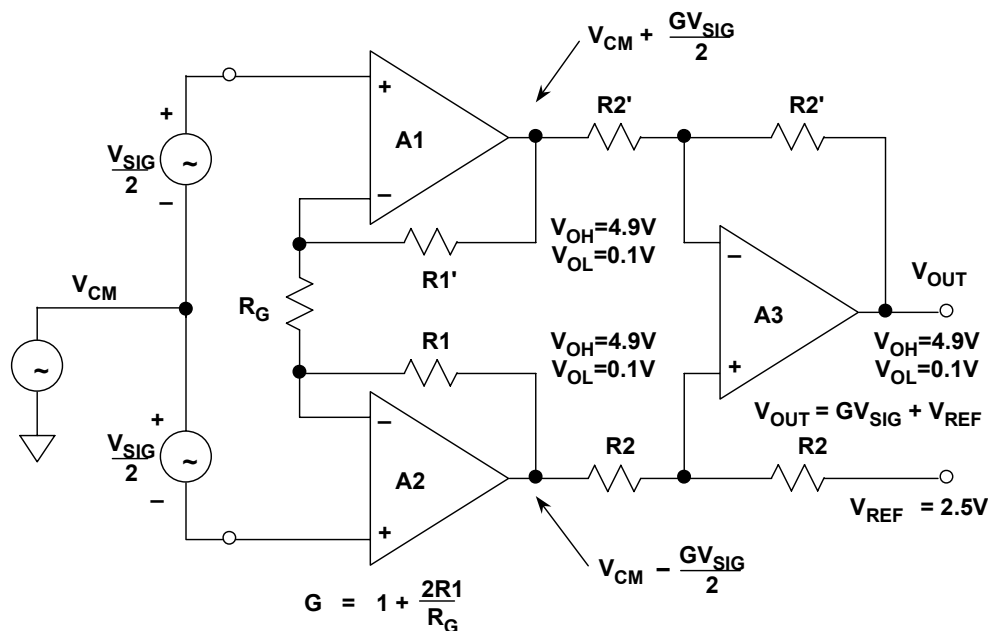 V_CM + GV_SIG/2
R2'
R2'
+
A1
−
+
V_SIG/2
∼
−
V_OH=4.9V
V_OL=0.1V
R1'
V_CM
R_G
−
A3
+
V_OUT
∼
R1
V_OH=4.9V
V_OL=0.1V
V_OH=4.9V
V_OL=0.1V
V_OUT = GV_SIG + V_REF
+
V_SIG/2
∼
−
−
A2
+
R2
R2
V_REF = 2.5V
V_CM − GV_SIG/2
G = 1 + 2R1/R_G